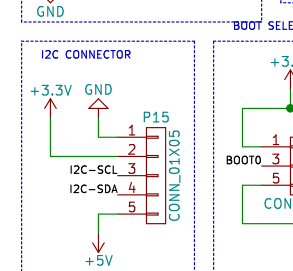 GND
BOOT SELE
I2C CONNECTOR
+3.3V
GND
+3.
P15
1
2
I2C-SCL 3
I2C-SDA 4
5
CONN_01X05
+5V
1
BOOT0 3
5
CON